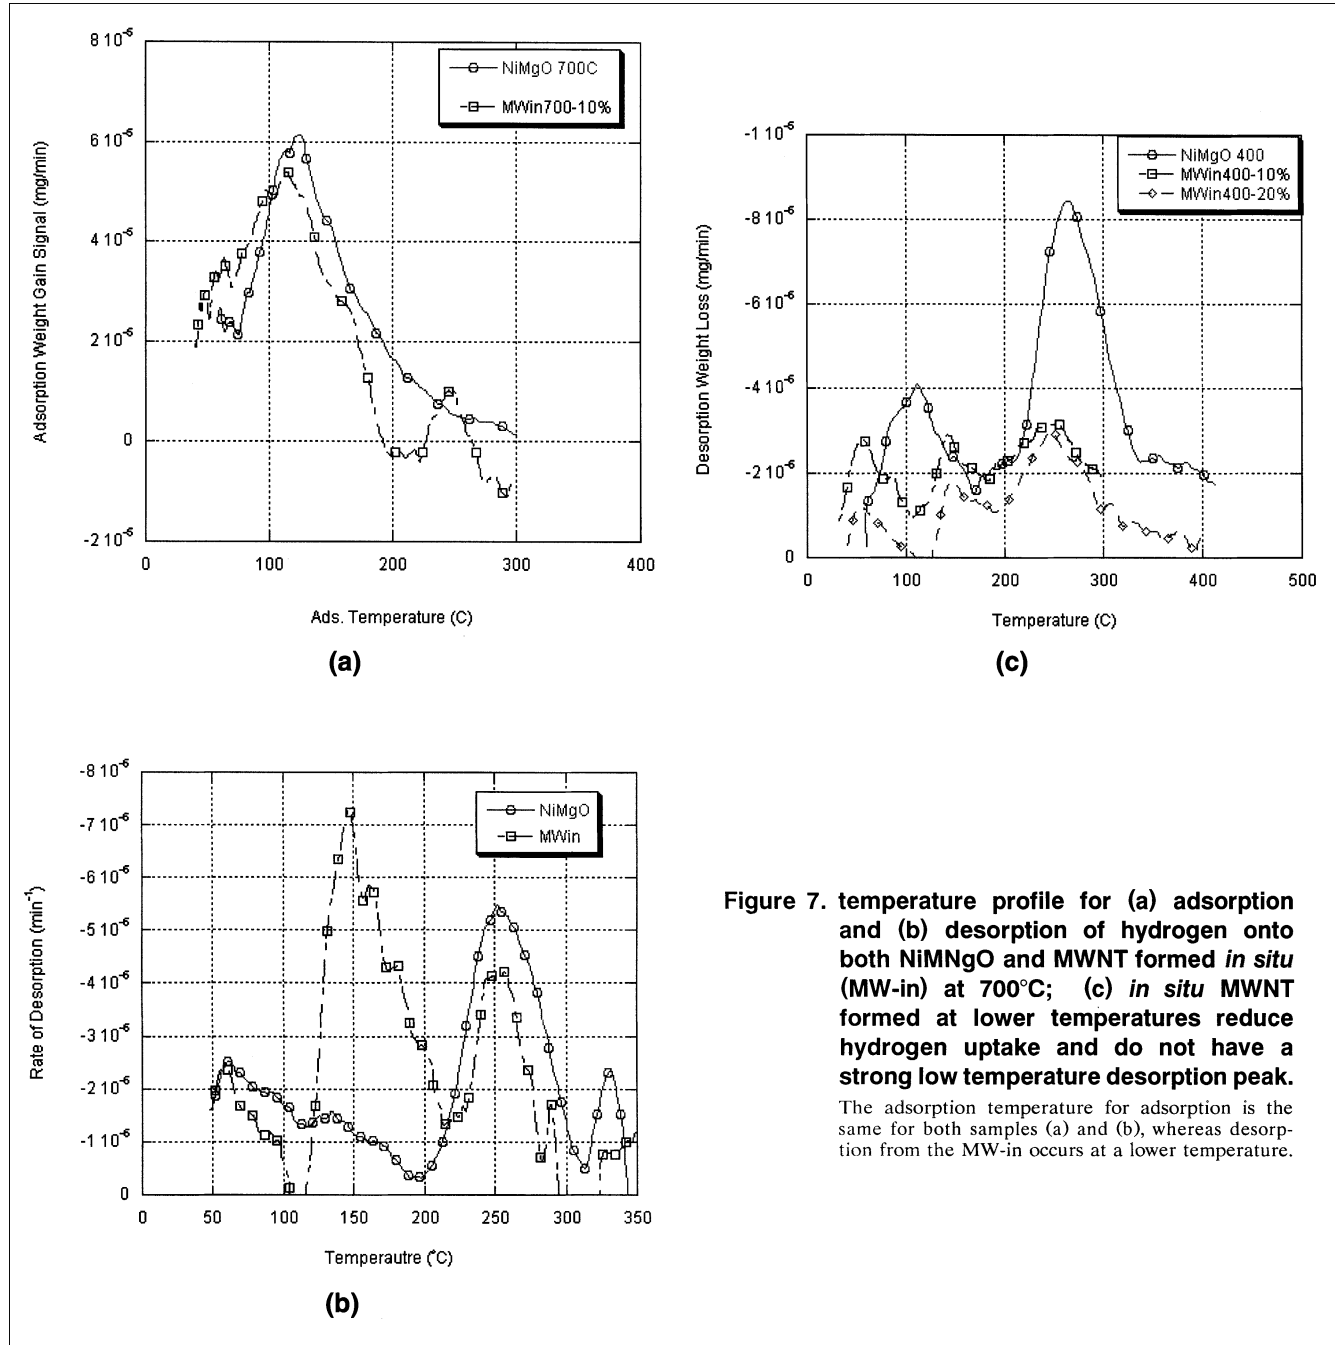 8 10⁻⁵
6 10⁻⁵
4 10⁻⁵
2 10⁻⁵
0
-2 10⁻⁵
0 100 200 300 400
Adsorption Weight Gain Signal (mg/min)
Ads. Temperature (C)
NiMgO 700C
MWin700-10%
(a)
-1 10⁻⁵
-8 10⁻⁶
-6 10⁻⁶
-4 10⁻⁶
-2 10⁻⁶
0
0 100 200 300 400 500
Desorption Weight Loss (mg/min)
Temperature (C)
NiMgO 400
MWin400-10%
MWin400-20%
(c)
-8 10⁻⁶
-7 10⁻⁶
-6 10⁻⁶
-5 10⁻⁶
-4 10⁻⁶
-3 10⁻⁶
-2 10⁻⁶
-1 10⁻⁶
0
0 50 100 150 200 250 300 350
Rate of Desorption (min⁻¹)
Temperautre (°C)
NiMgO
MWin
(b)
Figure 7. temperature profile for (a) adsorption
and (b) desorption of hydrogen onto
both NiMNgO and MWNT formed in situ
(MW-in) at 700°C; (c) in situ MWNT
formed at lower temperatures reduce
hydrogen uptake and do not have a
strong low temperature desorption peak.
The adsorption temperature for adsorption is the
same for both samples (a) and (b), whereas desorp-
tion from the MW-in occurs at a lower temperature.